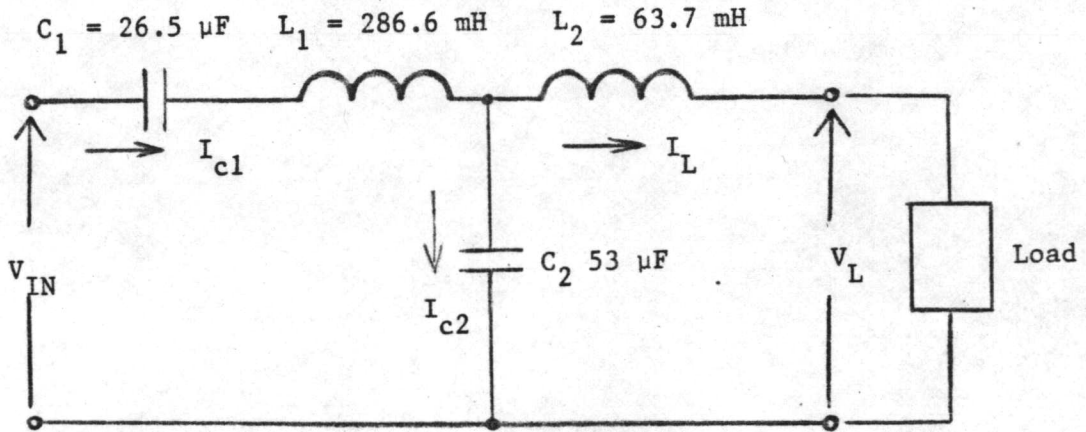 C1 = 26.5 µF
L1 = 286.6 mH
L2 = 63.7 mH
Ic1
IL
VIN
Ic2
C2 53 µF
VL
Load